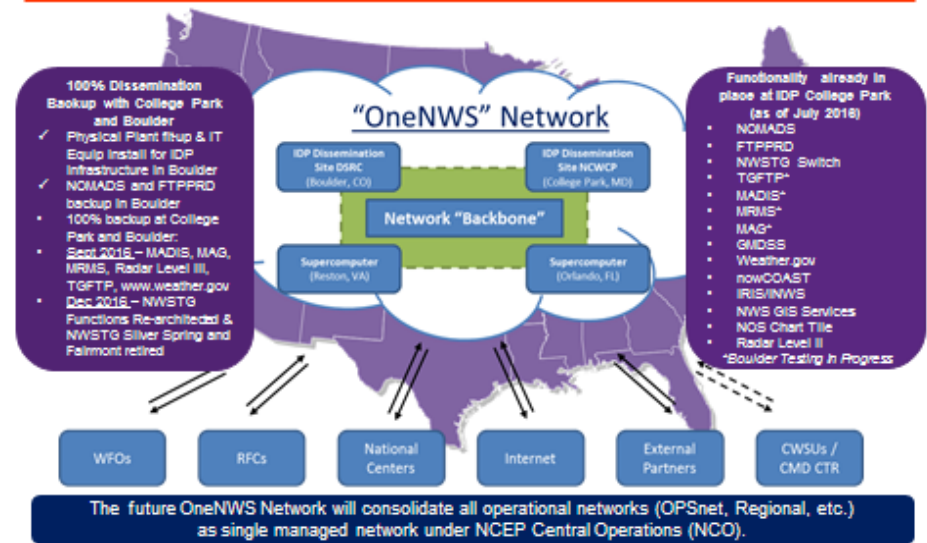 100% Dissemination
Backup with College Park
and Boulder
✓ Physical Plant fit-up & IT
Equip Install for IDP
Infrastructure in Boulder
✓ NOMADS and FTPPRD
backup in Boulder
• 100% backup at College
Park and Boulder:
• Sept 2016 – MADIS, MAG,
MRMS, Radar Level III,
TGFTP, www.weather.gov
• Dec 2016 – NWSTG
Functions Re-architected &
NWSTG Silver Spring and
Fairmont retired
"OneNWS" Network
IDP Dissemination
Site DSRC
(Boulder, CO)
IDP Dissemination
Site NCWCP
(College Park, MD)
Network "Backbone"
Supercomputer
(Reston, VA)
Supercomputer
(Orlando, FL)
Functionality already in
place at IDP College Park
(as of July 2016)
• NOMADS
• FTPPRD
• NWSTG Switch
• TGFTP*
• MADIS*
• MRMS*
• MAG*
• GMDSS
• Weather.gov
• nowCOAST
• IRIS/iNWS
• NWS GIS Services
• NOS Chart Tile
• Radar Level II
*Boulder Testing in Progress
WFOs
RFCs
National
Centers
Internet
External
Partners
CWSUs /
CMD CTR
The future OneNWS Network will consolidate all operational networks (OPSnet, Regional, etc.)
as single managed network under NCEP Central Operations (NCO).